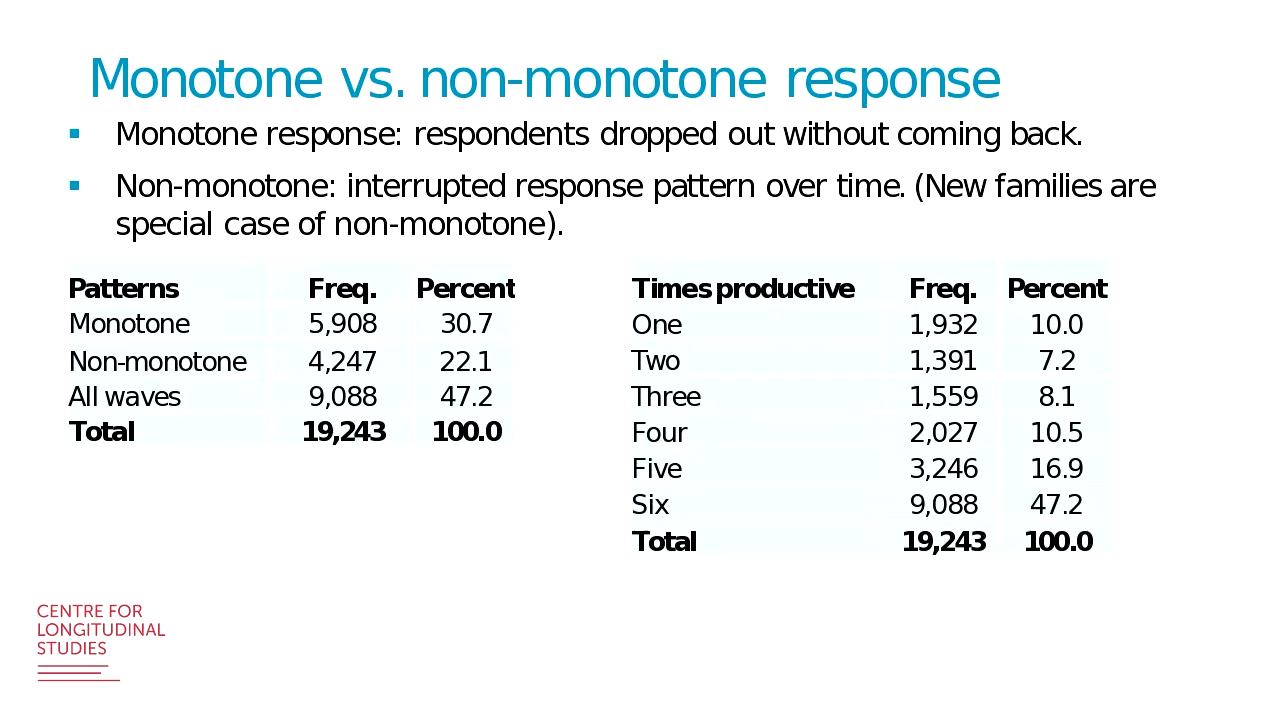 Monotone vs. non-monotone response
▪ Monotone response: respondents dropped out without coming back.
▪ Non-monotone: interrupted response pattern over time. (New families are
special case of non-monotone).
Patterns Freq. Percent
Monotone 5,908 30.7
Non-monotone 4,247 22.1
All waves 9,088 47.2
Total 19,243 100.0
Times productive Freq. Percent
One 1,932 10.0
Two 1,391 7.2
Three 1,559 8.1
Four 2,027 10.5
Five 3,246 16.9
Six 9,088 47.2
Total 19,243 100.0
CENTRE FOR
LONGITUDINAL
STUDIES